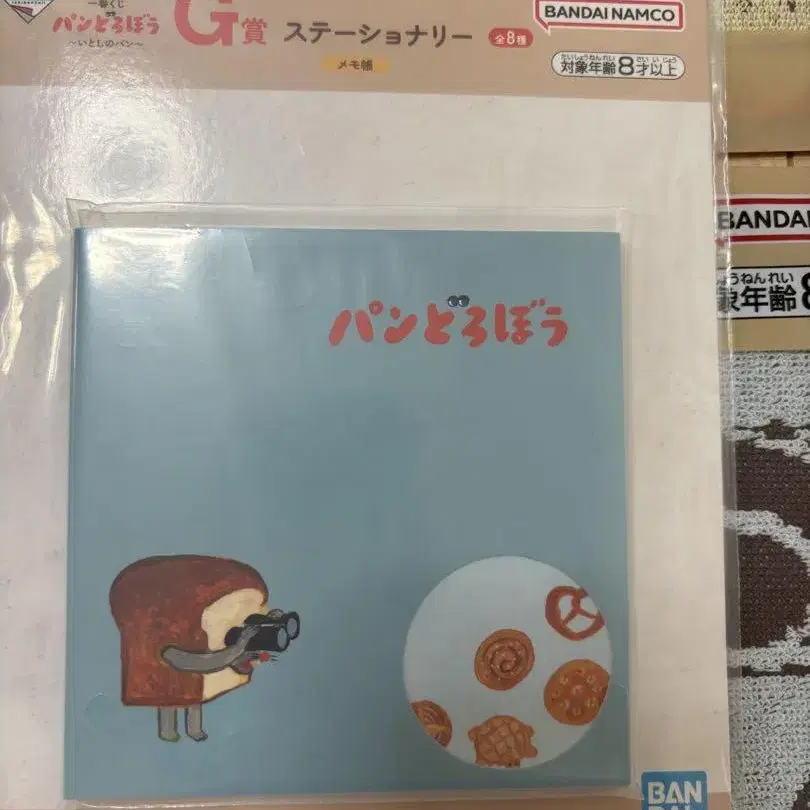 一番くじ
パンどろぼう
～いとしのパン～
G賞 ステーショナリー 全8種
メモ帳
BANDAI NAMCO
たいしょうねんれい さい いじょう
対象年齢8才以上
パンどろぼう
BAN
BANDAI
うねんれい
象年齢8